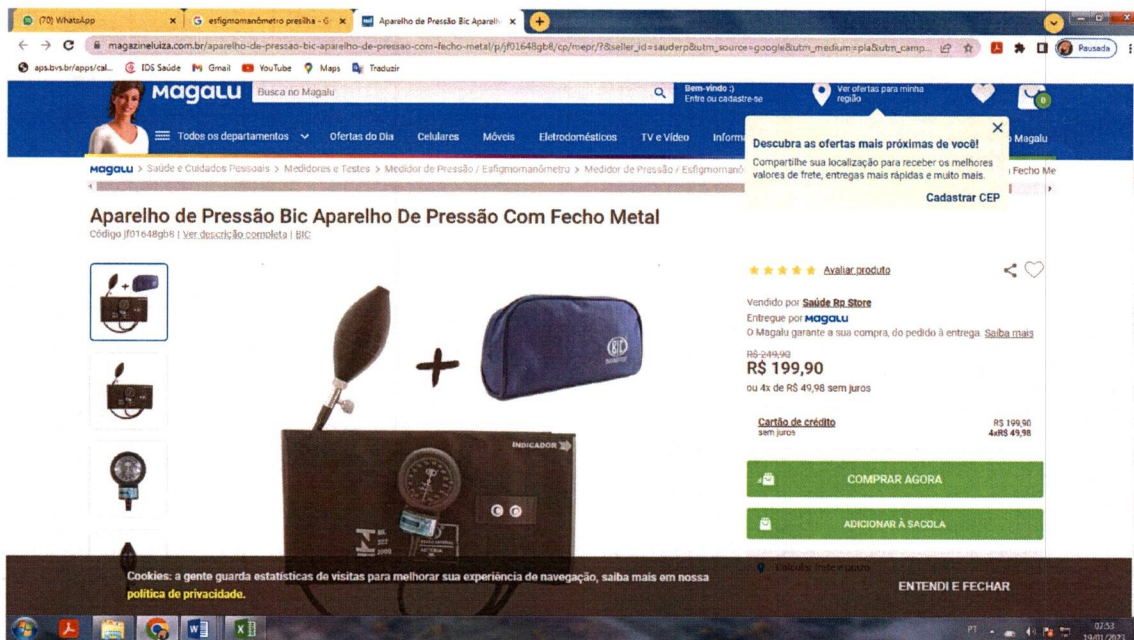 (70) WhatsApp
esfigmomanômetro presilha - G
Aparelho de Pressão Bic Aparelh
magazineluiza.com.br/aparelho-de-pressao-bic-aparelho-de-pressao-com-fecho-metal/p/jf01648gb8/cp/mepr/?&seller_id=sauderp&utm_source=google&utm_medium=pla&utm_camp...
Pausada
aps.bvs.br/apps/cal...
IDS Saúde
Gmail
YouTube
Maps
Traduzir
Magalu
Busca no Magalu
Bem-vindo :)
Entre ou cadastre-se
Ver ofertas para minha
região
0
Todos os departamentos
Ofertas do Dia
Celulares
Móveis
Eletrodomésticos
TV e Vídeo
Inform
o Magalu
Descubra as ofertas mais próximas de você!
Compartilhe sua localização para receber os melhores
valores de frete, entregas mais rápidas e muito mais.
Cadastrar CEP
Magalu > Saúde e Cuidados Pessoais > Medidores e Testes > Medidor de Pressão / Esfigmomanômetro > Medidor de Pressão / Esfigmomanô
Fecho Me
Aparelho de Pressão Bic Aparelho De Pressão Com Fecho Metal
Código jf01648gb8 | Ver descrição completa | BIC
Avaliar produto
Vendido por Saúde Rp Store
Entregue por Magalu
O Magalu garante a sua compra, do pedido à entrega. Saiba mais
R$ 249,90
R$ 199,90
ou 4x de R$ 49,98 sem juros
Cartão de crédito
sem juros
R$ 199,90
4xR$ 49,98
COMPRAR AGORA
ADICIONAR À SACOLA
Calcular frete e prazo
+
+
BIC
INDICADOR
Cookies: a gente guarda estatísticas de visitas para melhorar sua experiência de navegação, saiba mais em nossa
política de privacidade.
ENTENDI E FECHAR
PT
07:53
19/01/2023